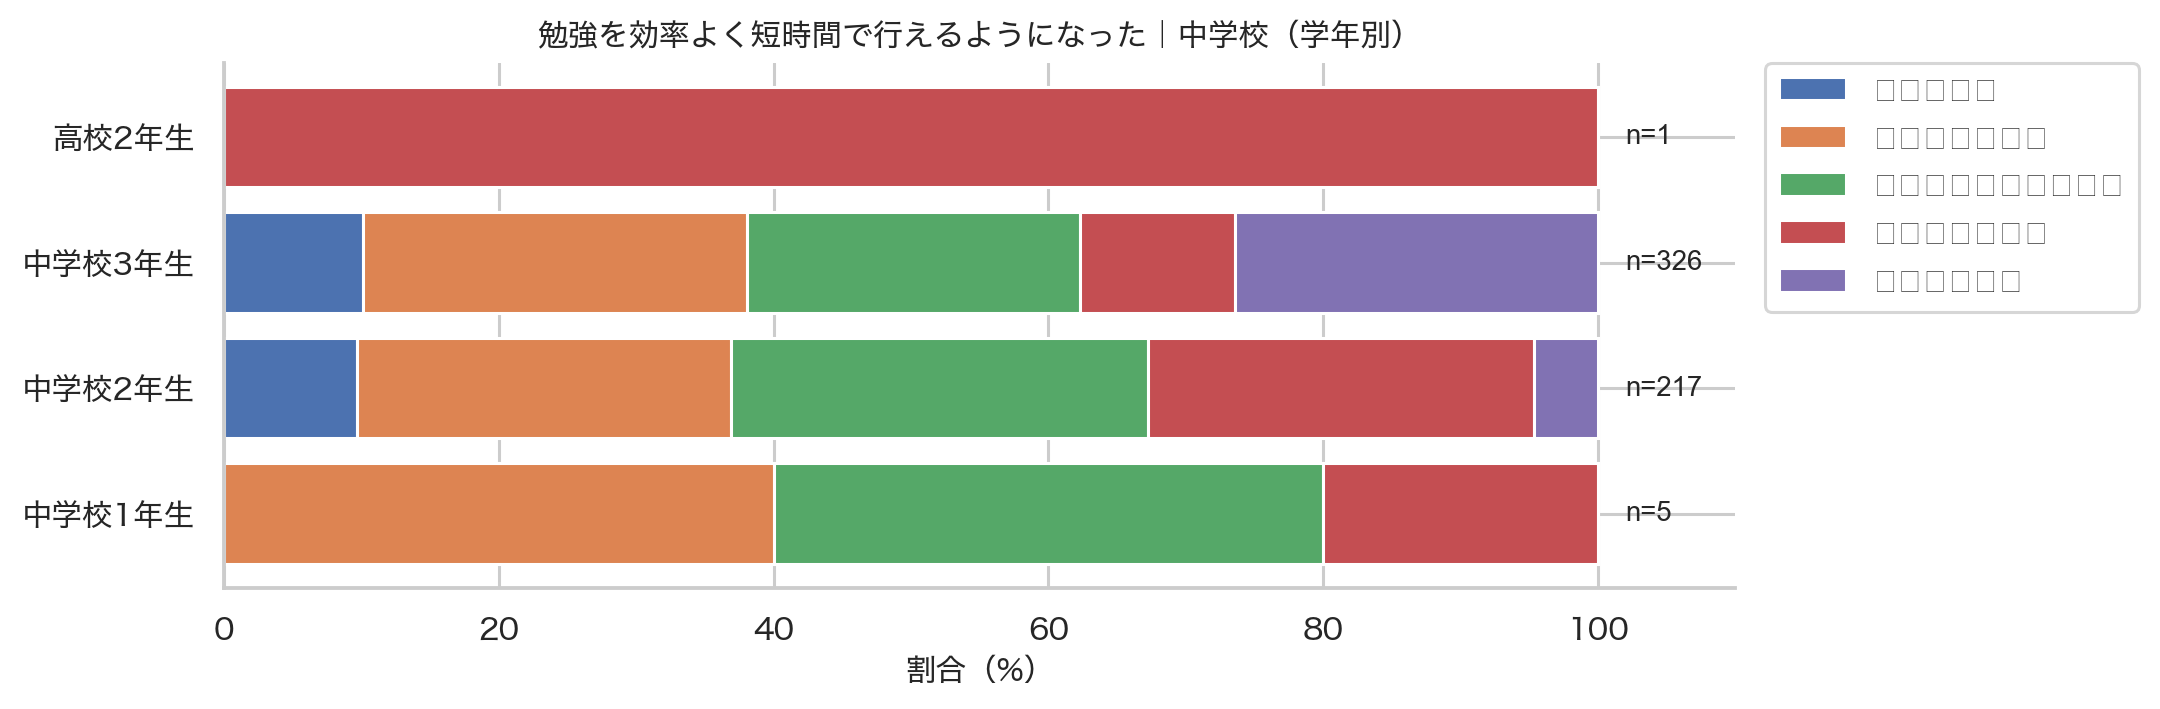 勉強を効率よく短時間で行えるようになった｜中学校（学年別）
高校2年生
n=1
中学校3年生
n=326
中学校2年生
n=217
中学校1年生
n=5
0 20 40 60 80 100
割合（%）